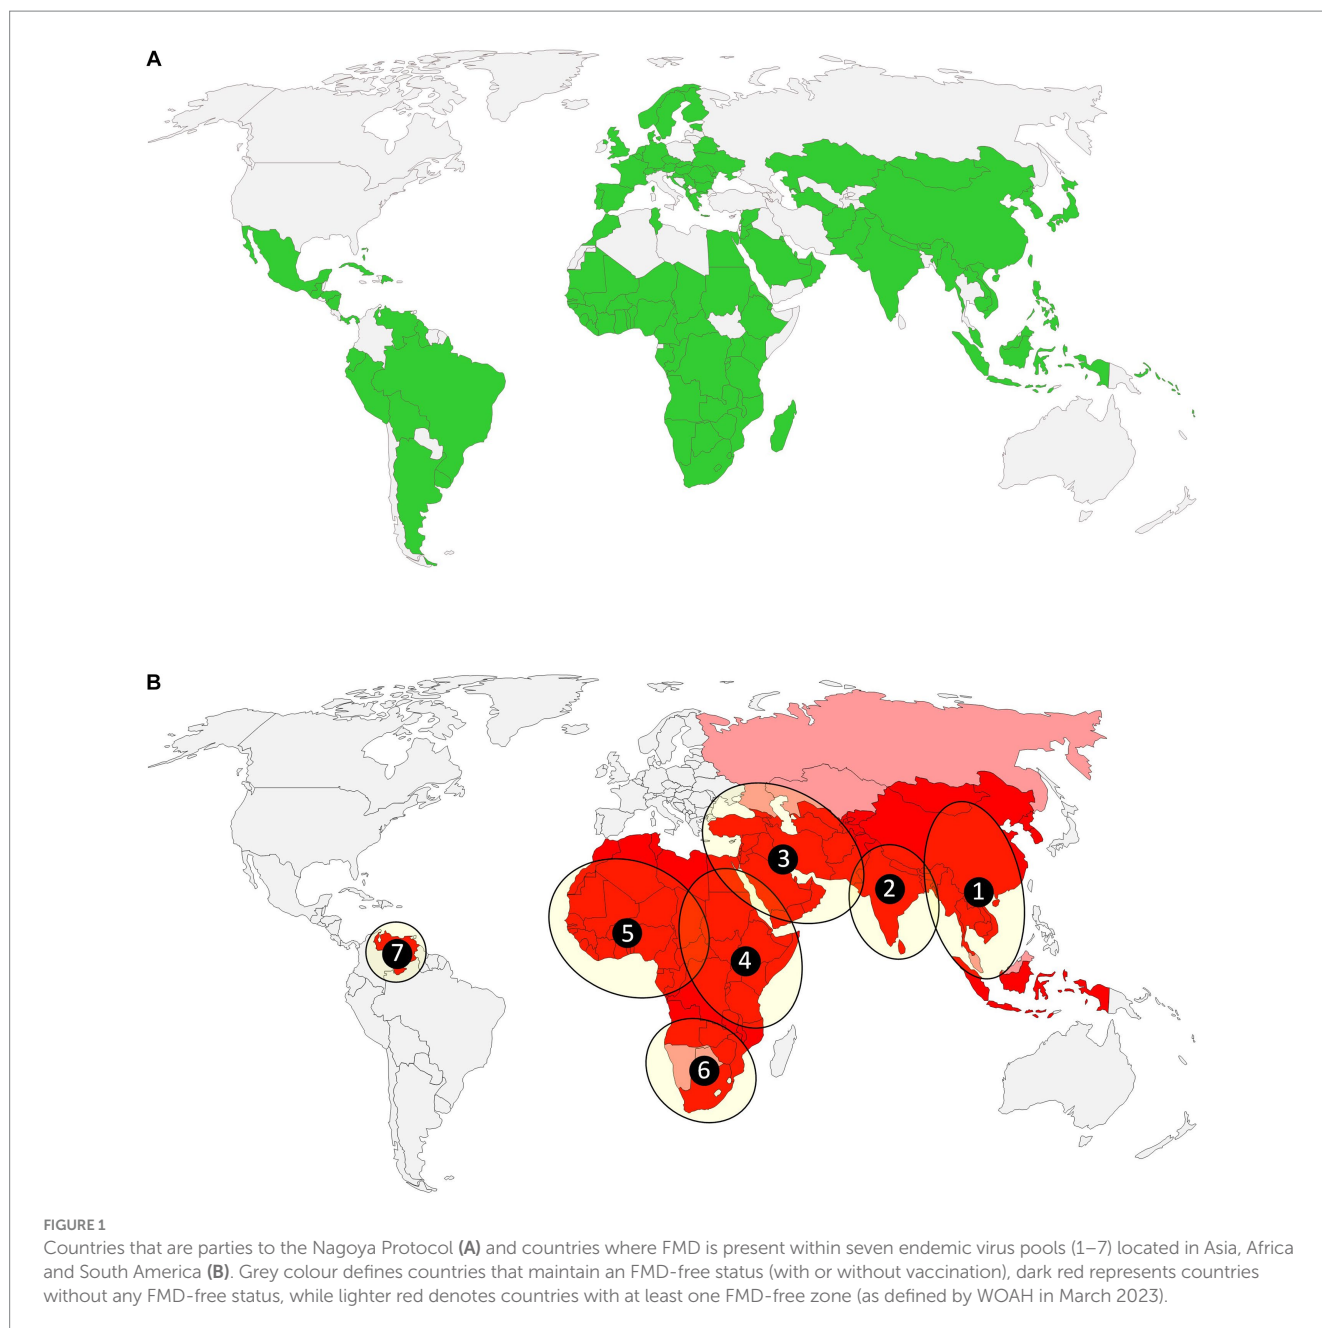 A
B
3
2
1
5
7
4
6
FIGURE 1
Countries that are parties to the Nagoya Protocol (A) and countries where FMD is present within seven endemic virus pools (1–7) located in Asia, Africa
and South America (B). Grey colour defines countries that maintain an FMD-free status (with or without vaccination), dark red represents countries
without any FMD-free status, while lighter red denotes countries with at least one FMD-free zone (as defined by WOAH in March 2023).